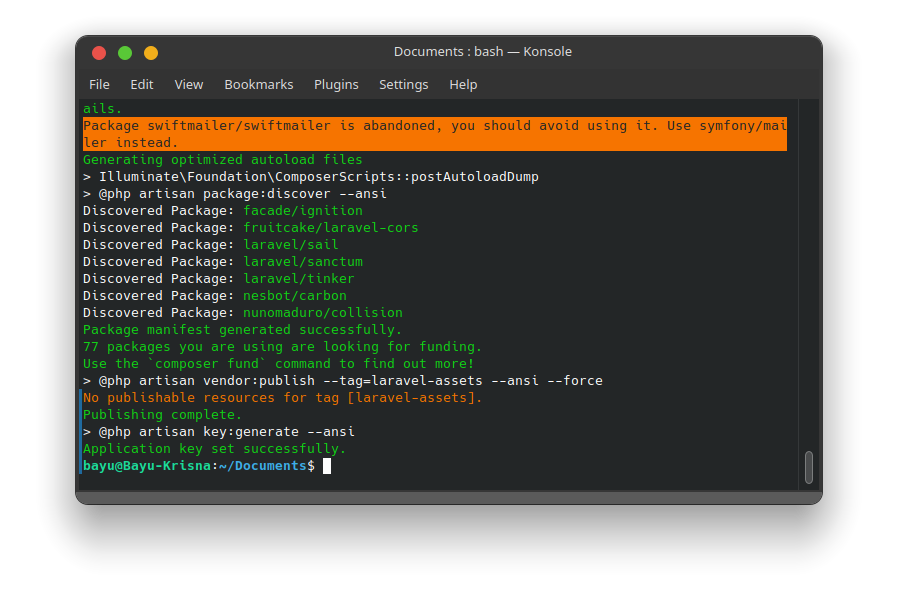 Documents : bash — Konsole
File Edit View Bookmarks Plugins Settings Help
ails.
Package swiftmailer/swiftmailer is abandoned, you should avoid using it. Use symfony/mai
ler instead.
Generating optimized autoload files
> Illuminate\Foundation\ComposerScripts::postAutoloadDump
> @php artisan package:discover --ansi
Discovered Package: facade/ignition
Discovered Package: fruitcake/laravel-cors
Discovered Package: laravel/sail
Discovered Package: laravel/sanctum
Discovered Package: laravel/tinker
Discovered Package: nesbot/carbon
Discovered Package: nunomaduro/collision
Package manifest generated successfully.
77 packages you are using are looking for funding.
Use the `composer fund` command to find out more!
> @php artisan vendor:publish --tag=laravel-assets --ansi --force
No publishable resources for tag [laravel-assets].
Publishing complete.
> @php artisan key:generate --ansi
Application key set successfully.
bayu@Bayu-Krisna:~/Documents$